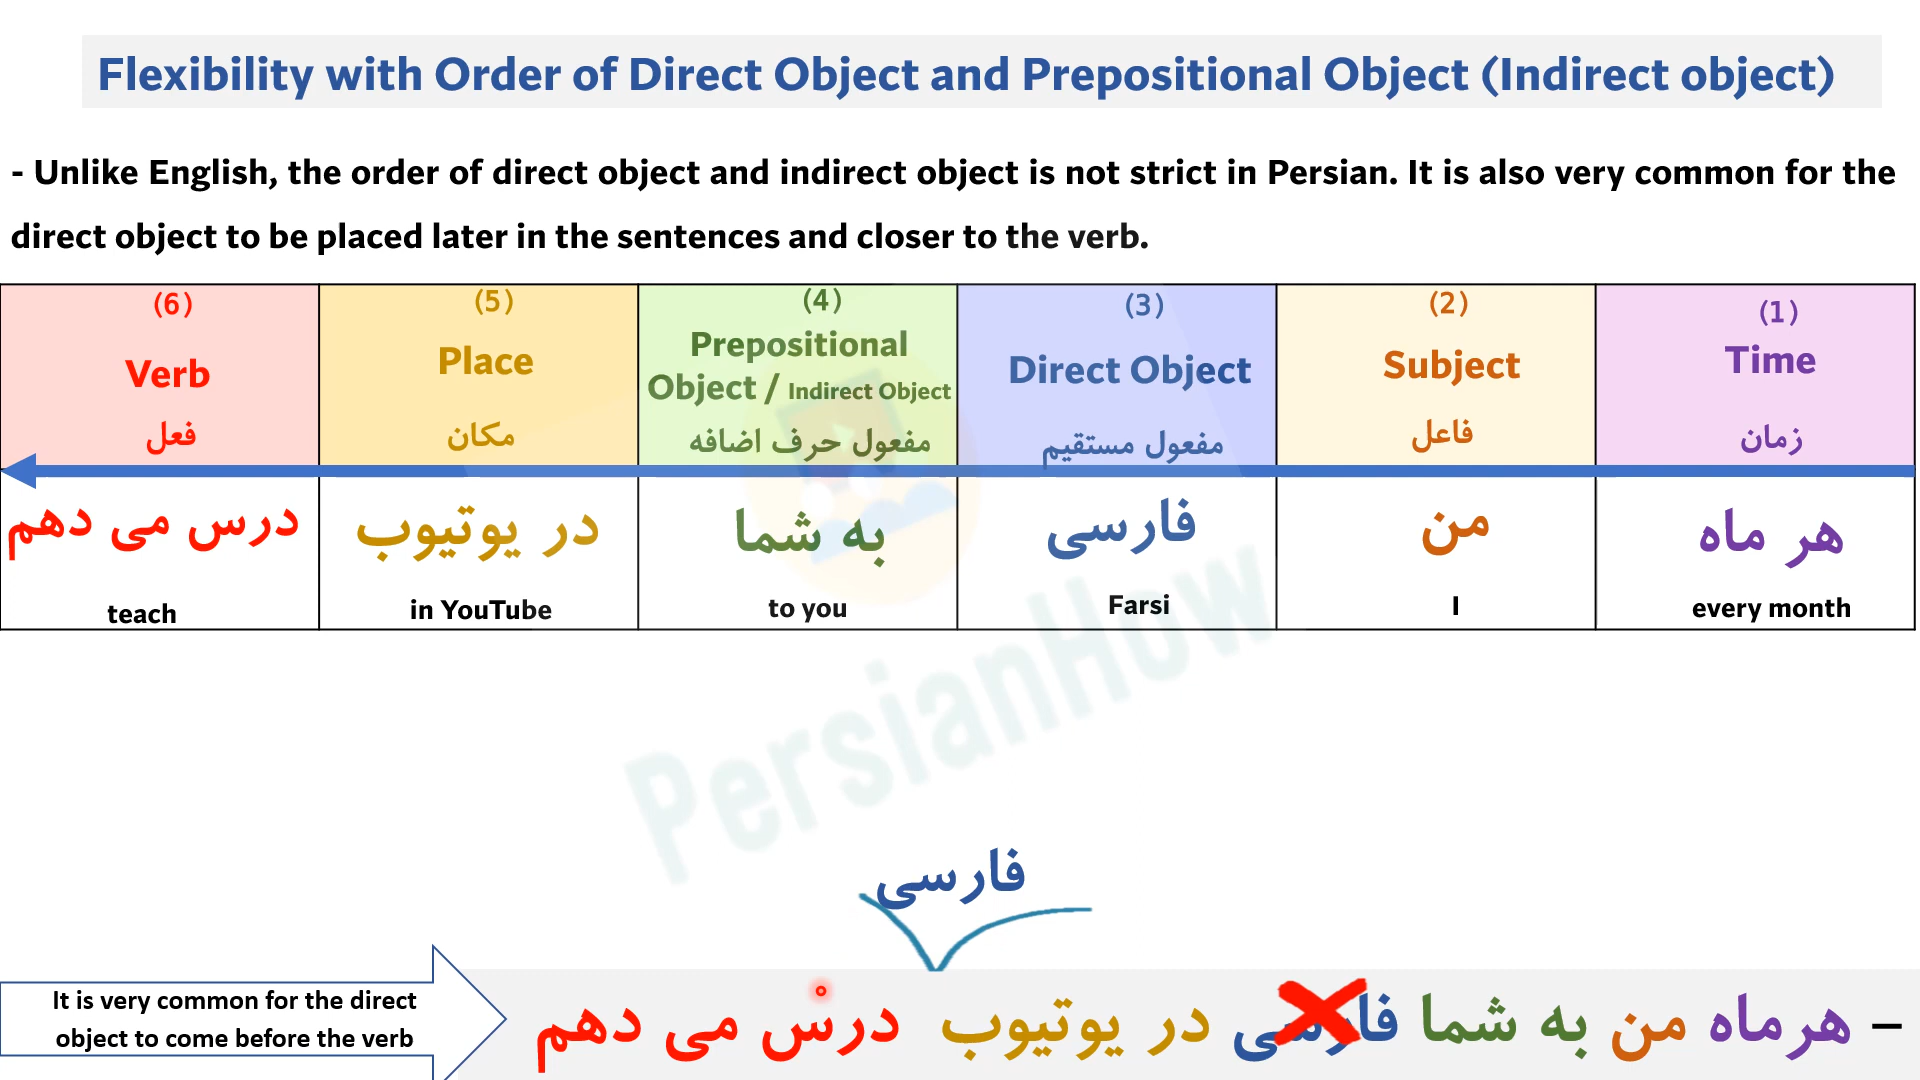 Flexibility with Order of Direct Object and Prepositional Object (Indirect object)
- Unlike English, the order of direct object and indirect object is not strict in Persian. It is also very common for the
direct object to be placed later in the sentences and closer to the verb.
(1)
Time
زمان
(2)
Subject
فاعل
(3)
Direct Object
مفعول مستقیم
(4)
Prepositional
Object / Indirect Object
مفعول حرف اضافه
(5)
Place
مکان
(6)
Verb
فعل
هر ماه
every month
من
I
فارسی
Farsi
به شما
to you
در یوتیوب
in YouTube
درس می دهم
teach
PersianHow
فارسی
– هرماه من به شما فارسی در یوتیوب درس می دهم
It is very common for the direct
object to come before the verb